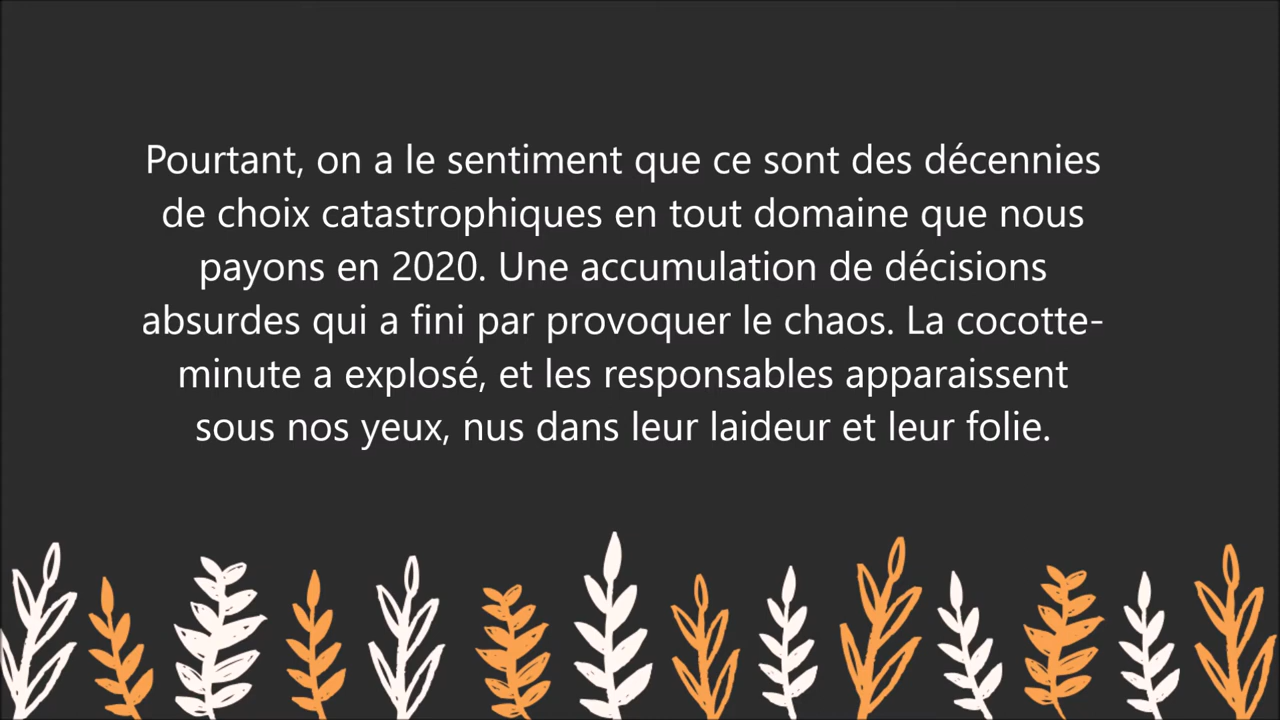 Pourtant, on a le sentiment que ce sont des décennies
de choix catastrophiques en tout domaine que nous
payons en 2020. Une accumulation de décisions
absurdes qui a fini par provoquer le chaos. La cocotte-
minute a explosé, et les responsables apparaissent
sous nos yeux, nus dans leur laideur et leur folie.